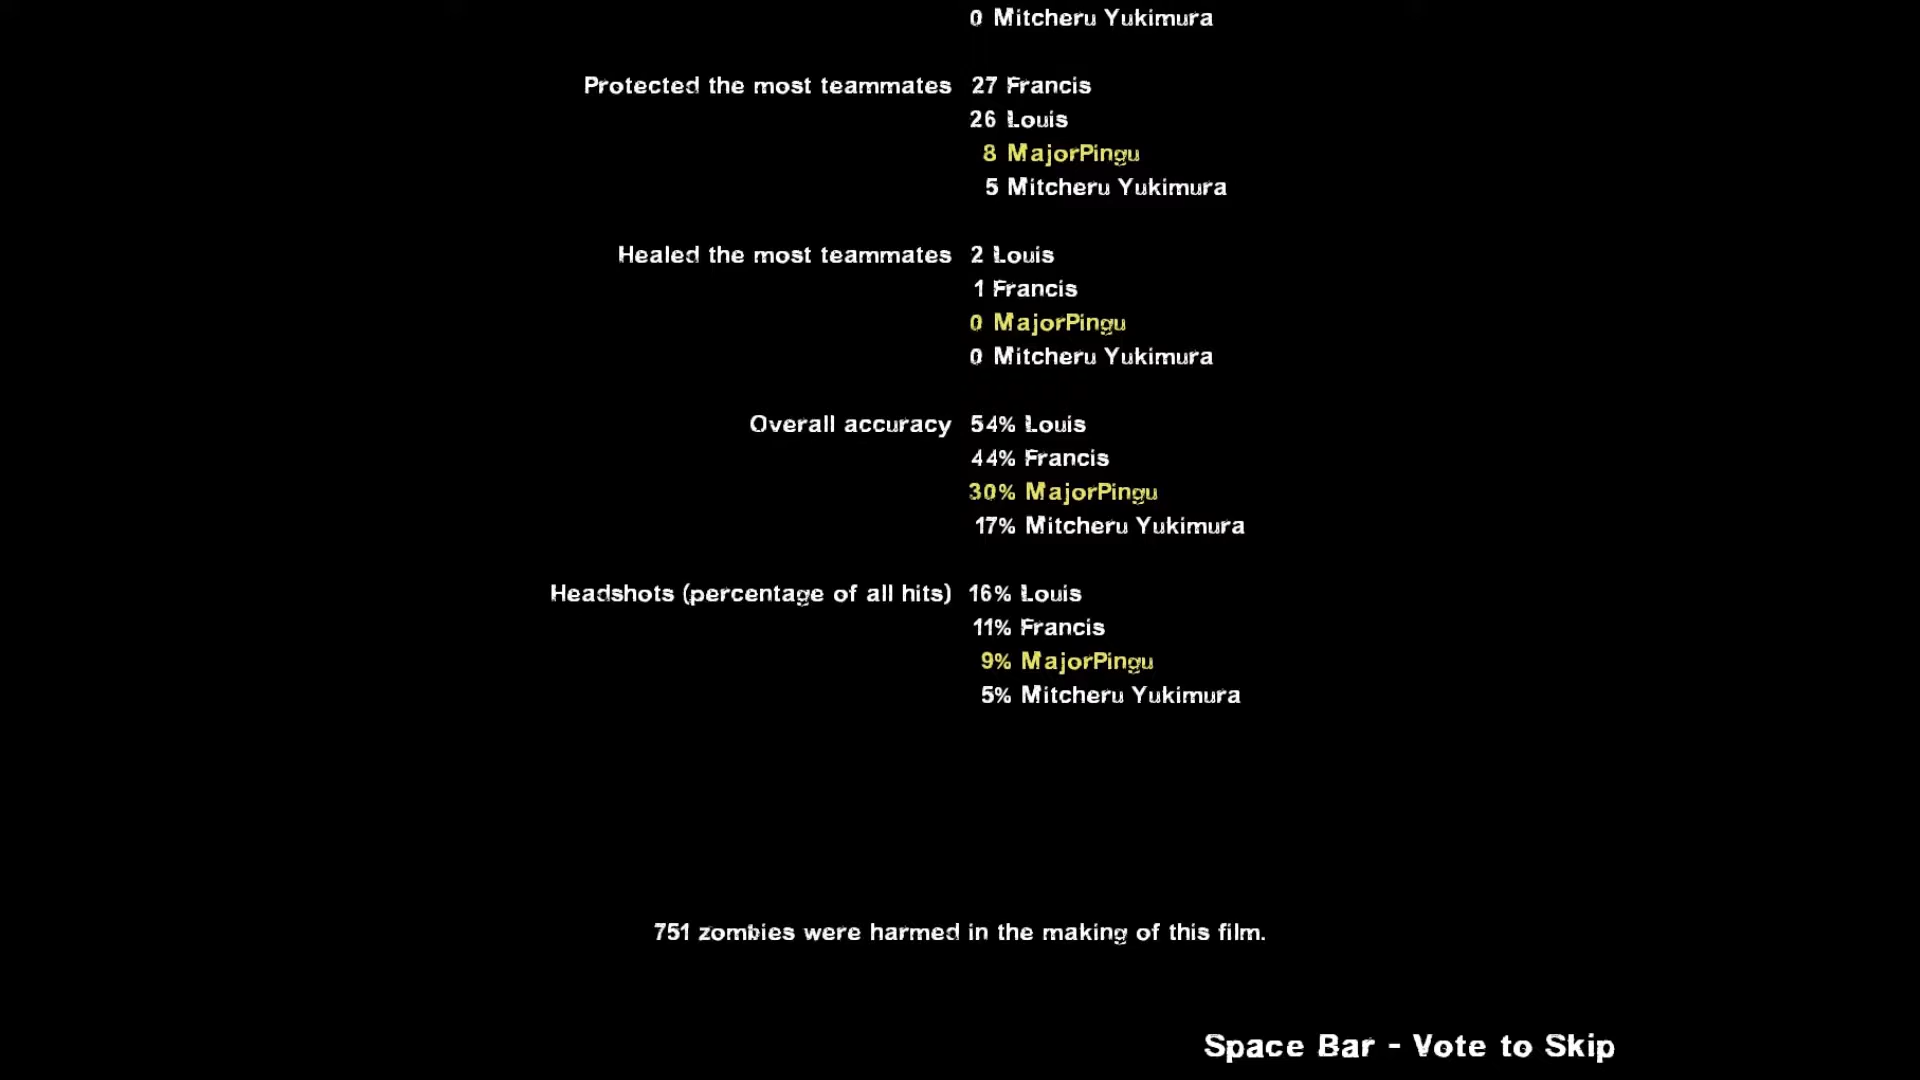 0 Mitcheru Yukimura
Protected the most teammates 27 Francis
26 Louis
8 MajorPingu
5 Mitcheru Yukimura
Healed the most teammates 2 Louis
1 Francis
0 MajorPingu
0 Mitcheru Yukimura
Overall accuracy 54% Louis
44% Francis
30% MajorPingu
17% Mitcheru Yukimura
Headshots (percentage of all hits) 16% Louis
11% Francis
9% MajorPingu
5% Mitcheru Yukimura
751 zombies were harmed in the making of this film.
Space Bar - Vote to Skip